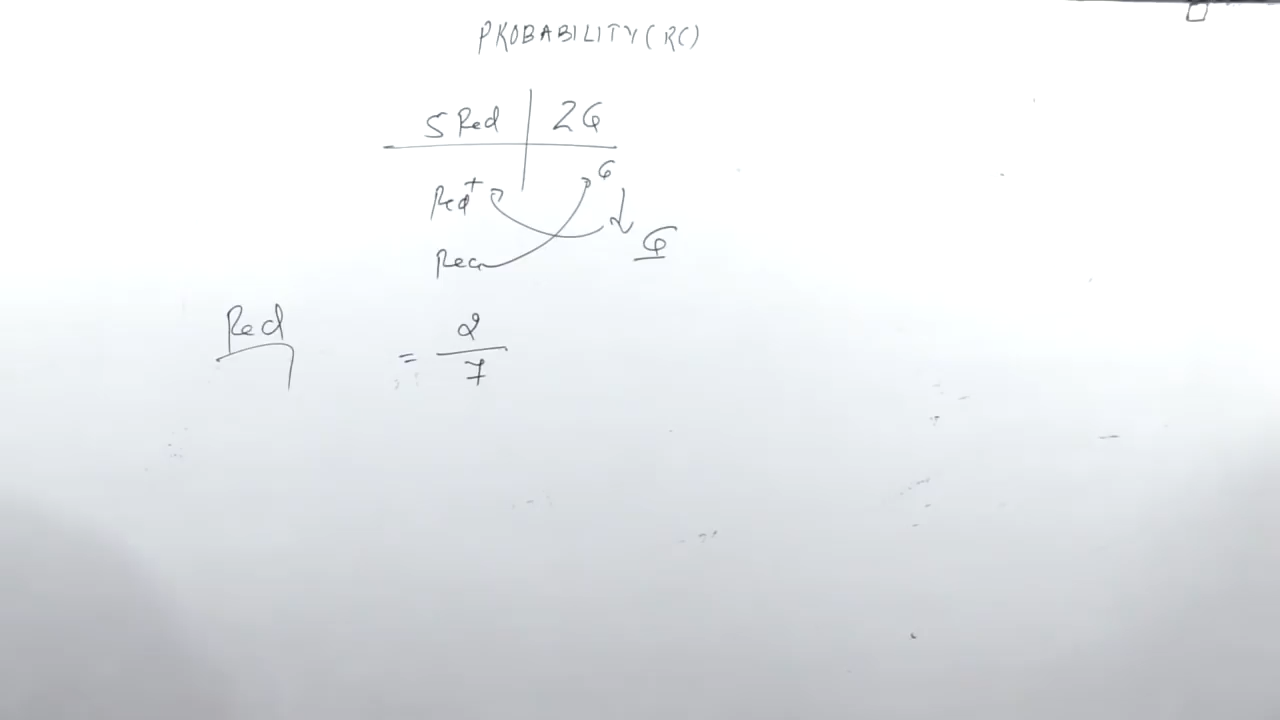 PROBABILITY (RC)
5 Red | 2G
Red+ G
Red G
Red = 2/7